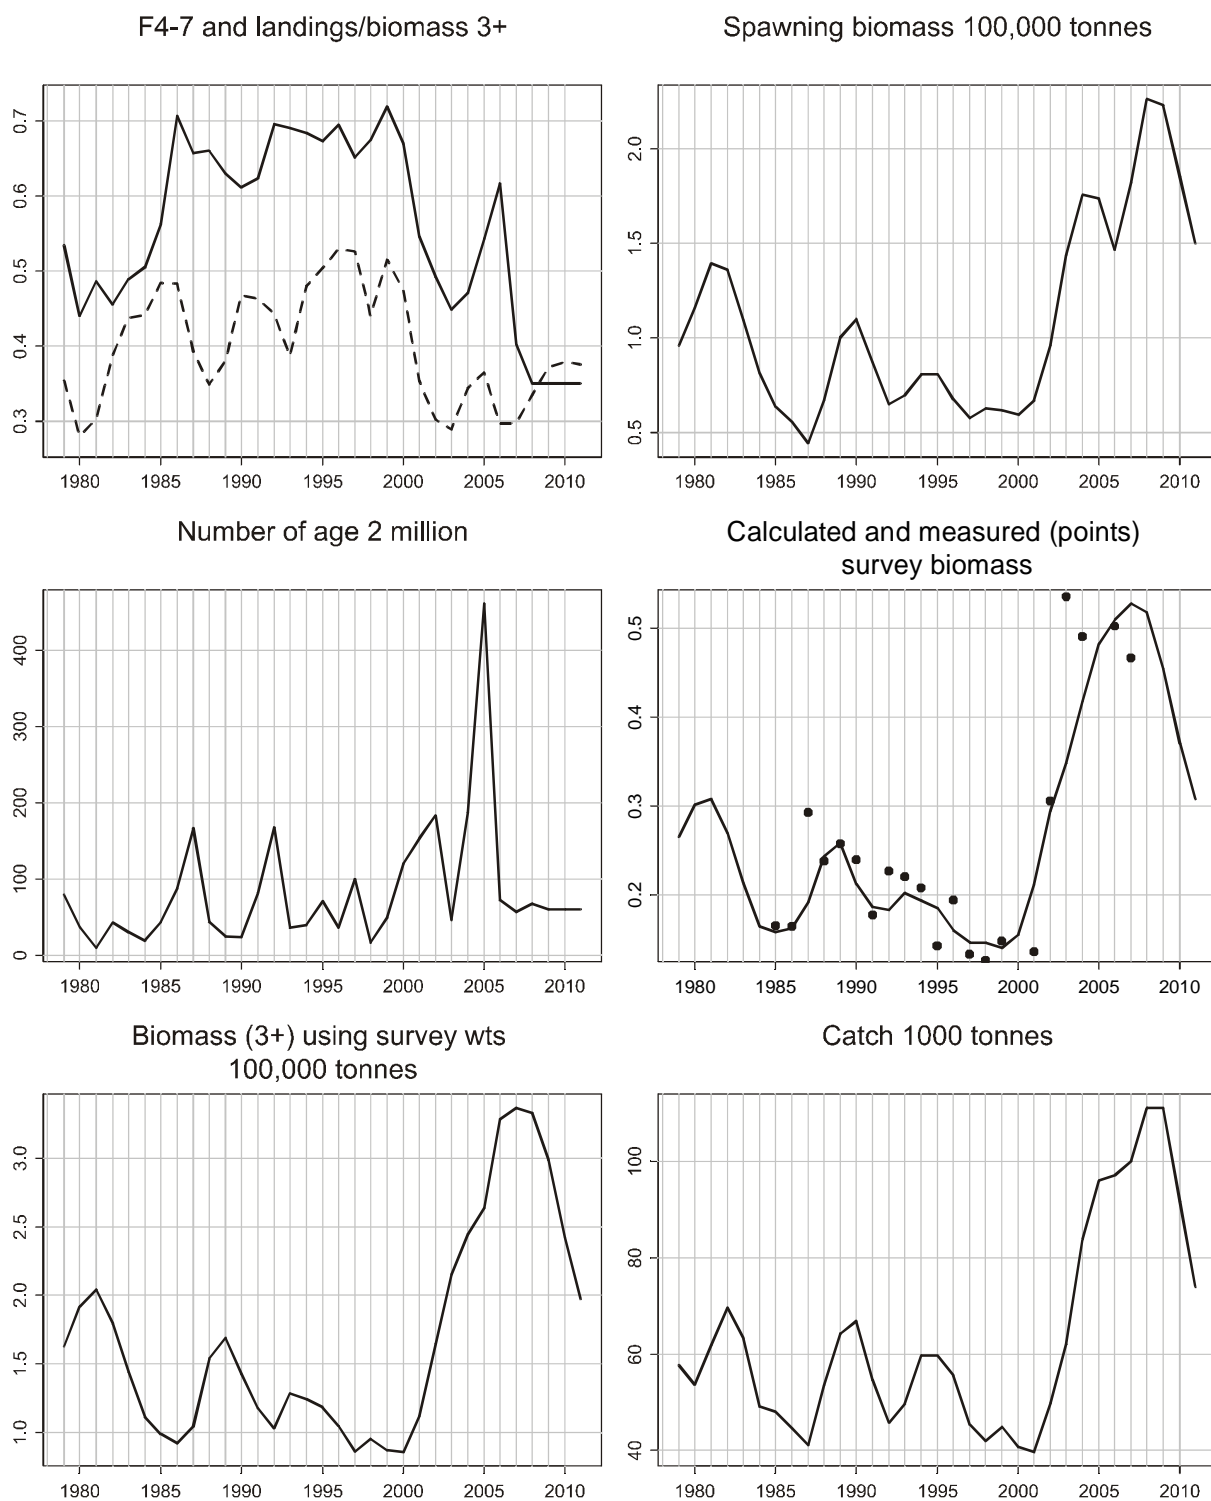 F4-7 and landings/biomass 3+
0.7
0.6
0.5
0.4
0.3
1980 1985 1990 1995 2000 2005 2010
Spawning biomass 100,000 tonnes
2.0
1.5
1.0
0.5
1980 1985 1990 1995 2000 2005 2010
Number of age 2 million
400
300
200
100
0
1980 1985 1990 1995 2000 2005 2010
Calculated and measured (points)
survey biomass
0.5
0.4
0.3
0.2
1980 1985 1990 1995 2000 2005 2010
Biomass (3+) using survey wts
100,000 tonnes
3.0
2.5
2.0
1.5
1.0
1980 1985 1990 1995 2000 2005 2010
Catch 1000 tonnes
100
80
60
40
1980 1985 1990 1995 2000 2005 2010